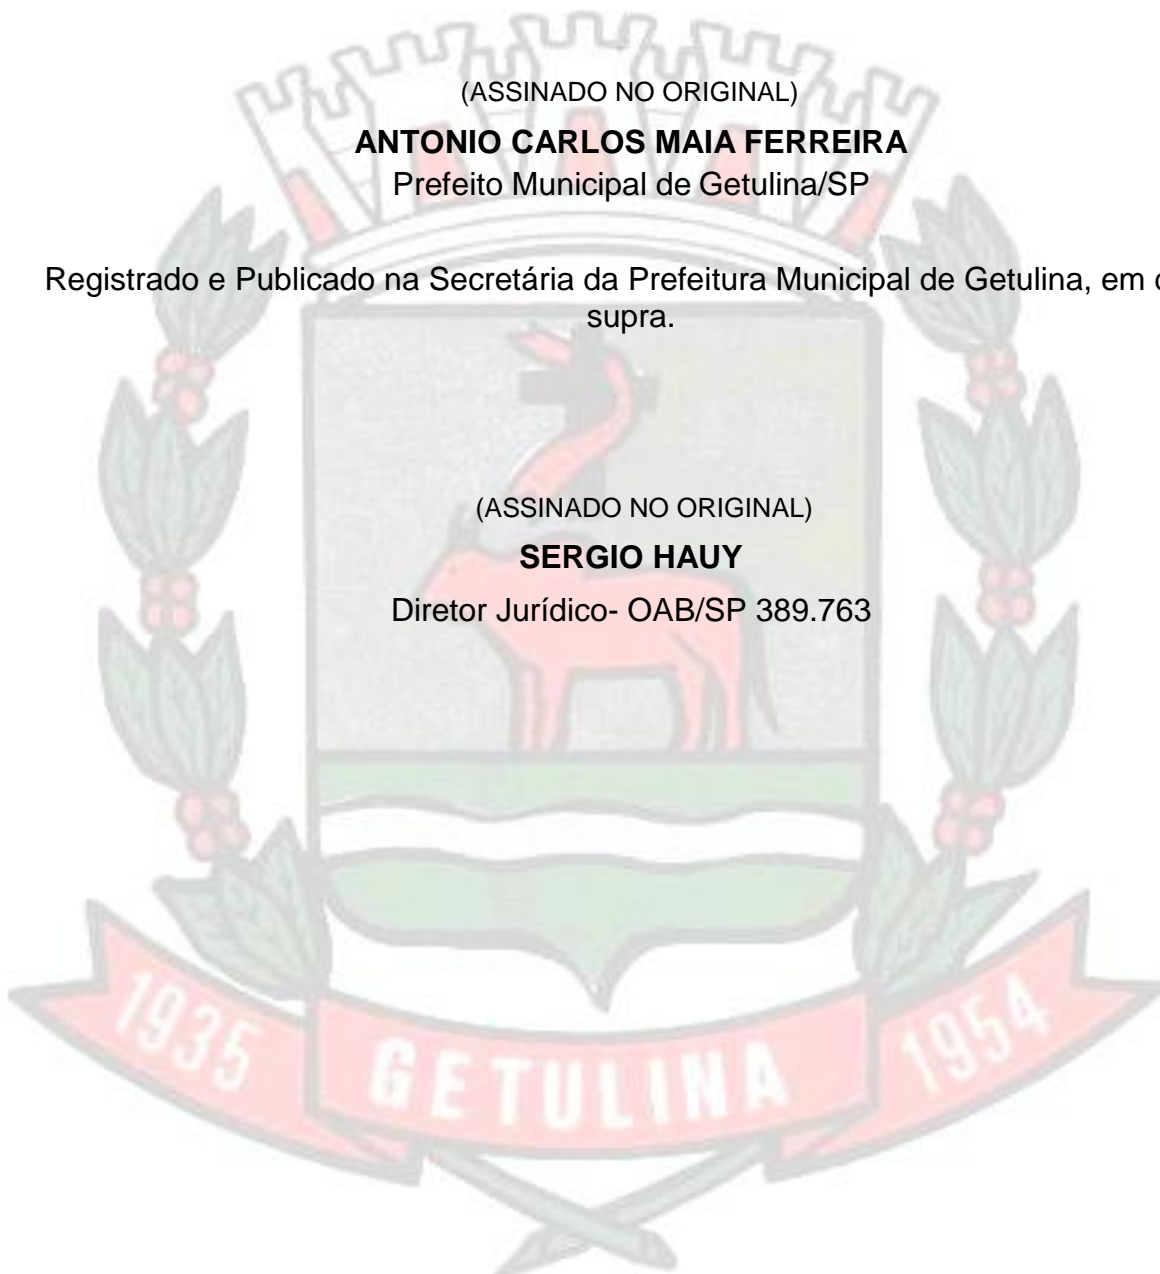 (ASSINADO NO ORIGINAL)
ANTONIO CARLOS MAIA FERREIRA
Prefeito Municipal de Getulina/SP
Registrado e Publicado na Secretária da Prefeitura Municipal de Getulina, em
supra.
(ASSINADO NO ORIGINAL)
SERGIO HAUY
Diretor Jurídico- OAB/SP 389.763
1935 GETULINA 1954